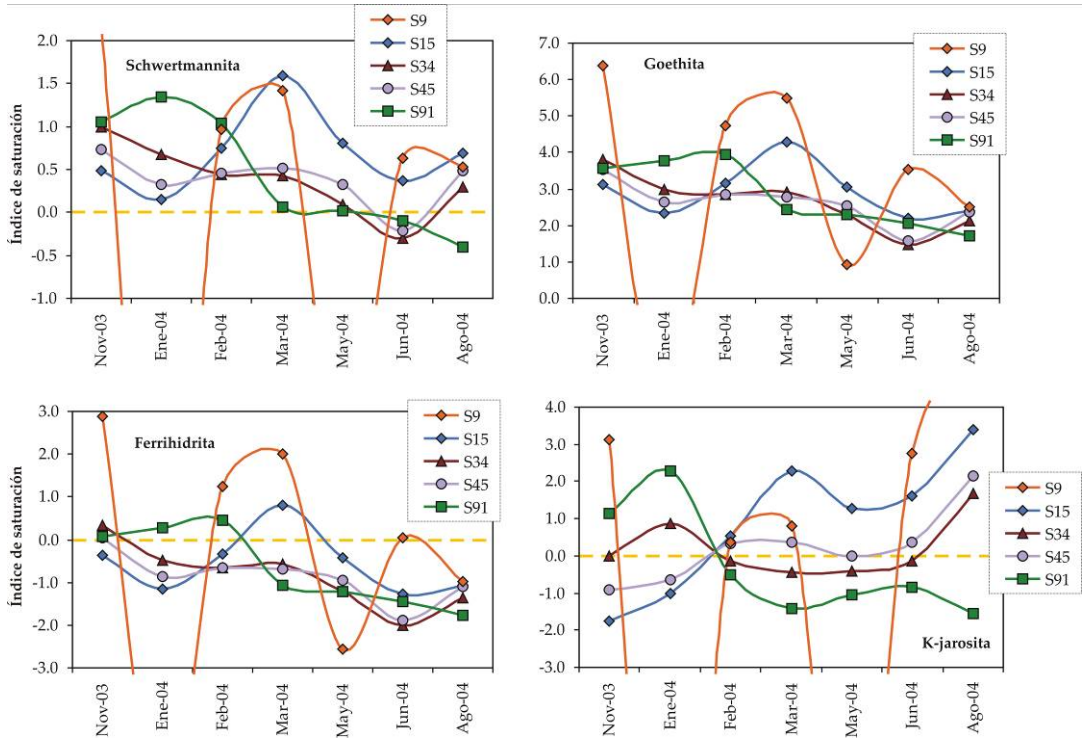 Schwertmannita
Índice de saturación
2.0
1.5
1.0
0.5
0.0
-0.5
-1.0
S9
S15
S34
S45
S91
Nov-03
Ene-04
Feb-04
Mar-04
May-04
Jun-04
Ago-04
Goethita
7.0
6.0
5.0
4.0
3.0
2.0
1.0
0.0
S9
S15
S34
S45
S91
Nov-03
Ene-04
Feb-04
Mar-04
May-04
Jun-04
Ago-04
Ferrihidrita
Índice de saturación
3.0
2.0
1.0
0.0
-1.0
-2.0
-3.0
S9
S15
S34
S45
S91
Nov-03
Ene-04
Feb-04
Mar-04
May-04
Jun-04
Ago-04
4.0
3.0
2.0
1.0
0.0
-1.0
-2.0
-3.0
S9
S15
S34
S45
S91
K-jarosita
Nov-03
Ene-04
Feb-04
Mar-04
May-04
Jun-04
Ago-04